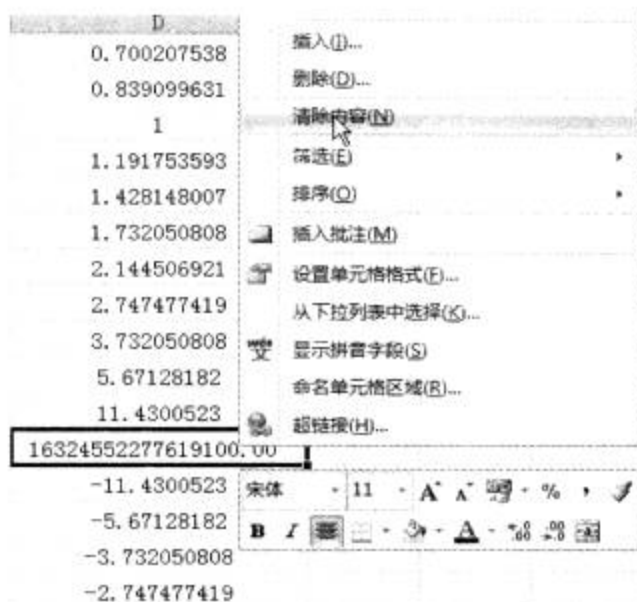 D
0.700207538
0.839099631
1
1.191753593
1.428148007
1.732050808
2.144506921
2.747477419
3.732050808
5.67128182
11.4300523
16324552277619100.00
-11.4300523
-5.67128182
-3.732050808
-2.747477419
插入(I)...
删除(D)...
清除内容(N)
筛选(E)
排序(O)
插入批注(M)
设置单元格格式(F)...
从下拉列表中选择(K)...
wén
文
显示拼音字段(S)
命名单元格区域(R)...
超链接(H)...
宋体 11 A A % ,
B I A .00 .00